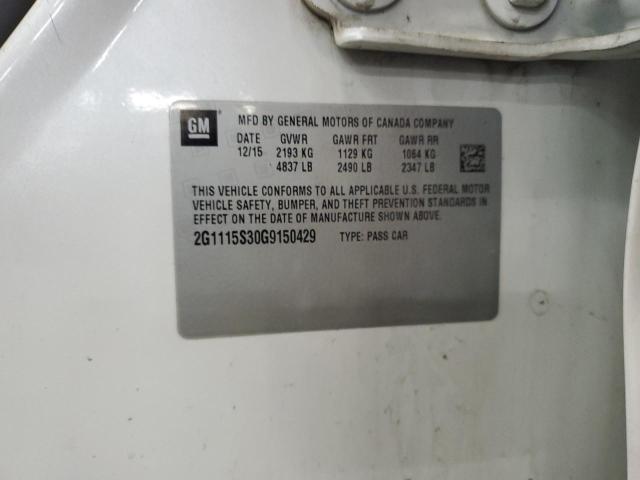 GM
MFD BY GENERAL MOTORS OF CANADA COMPANY
DATE GVWR GAWR FRT GAWR RR
12/15 2193 KG 1129 KG 1064 KG
4837 LB 2490 LB 2347 LB
THIS VEHICLE CONFORMS TO ALL APPLICABLE U.S. FEDERAL MOTOR
VEHICLE SAFETY, BUMPER, AND THEFT PREVENTION STANDARDS IN
EFFECT ON THE DATE OF MANUFACTURE SHOWN ABOVE.
2G1115S30G9150429 TYPE: PASS CAR